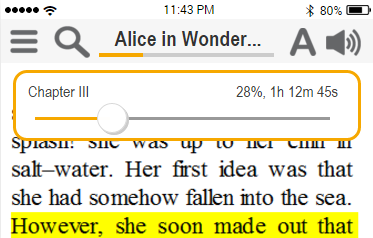 11:43 PM
80%
Alice in Wonder...
A
Chapter III
28%, 1h 12m 45s
splash! she was up to her chin in
salt–water. Her first idea was that
she had somehow fallen into the sea.
However, she soon made out that